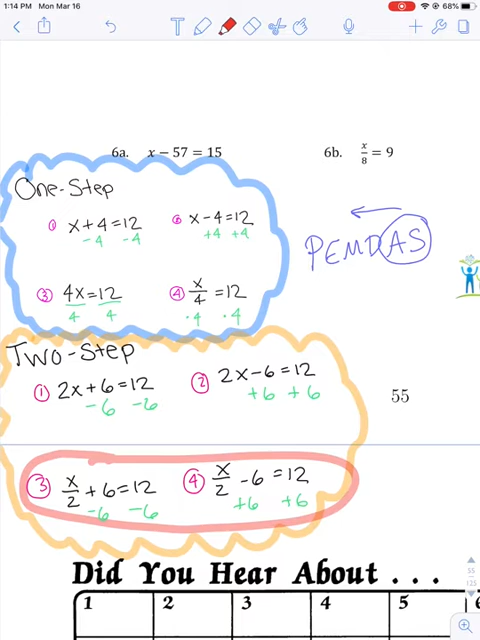 1:14 PM Mon Mar 16
68%
T
6a. x − 57 = 15
6b. x/8 = 9
One-Step
① x+4=12
−4 −4
② x−4=12
+4 +4
③ 4x=12
4 4
④ x/4 =12
·4 ·4
PEMDAS
Two-Step
① 2x+6=12
−6 −6
② 2x−6=12
+6 +6
55
③ x/2 +6=12
−6 −6
④ x/2 −6=12
+6 +6
55
123
Did You Hear About . . .
1 2 3 4 5 6